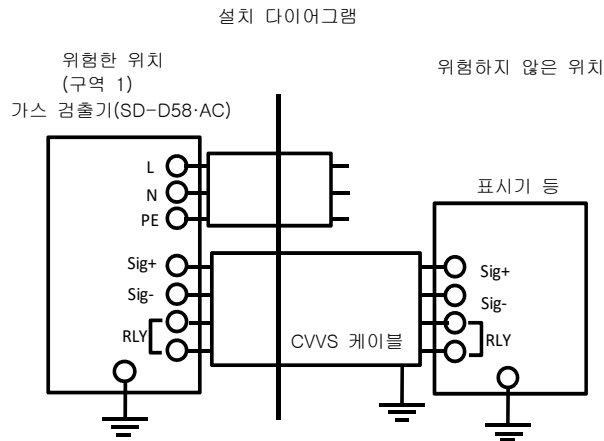 설치 다이어그램
위험한 위치
(구역 1)
가스 검출기(SD-D58·AC)
위험하지 않은 위치
표시기 등
L
N
PE
Sig+
Sig-
RLY
CVVS 케이블
Sig+
Sig-
RLY